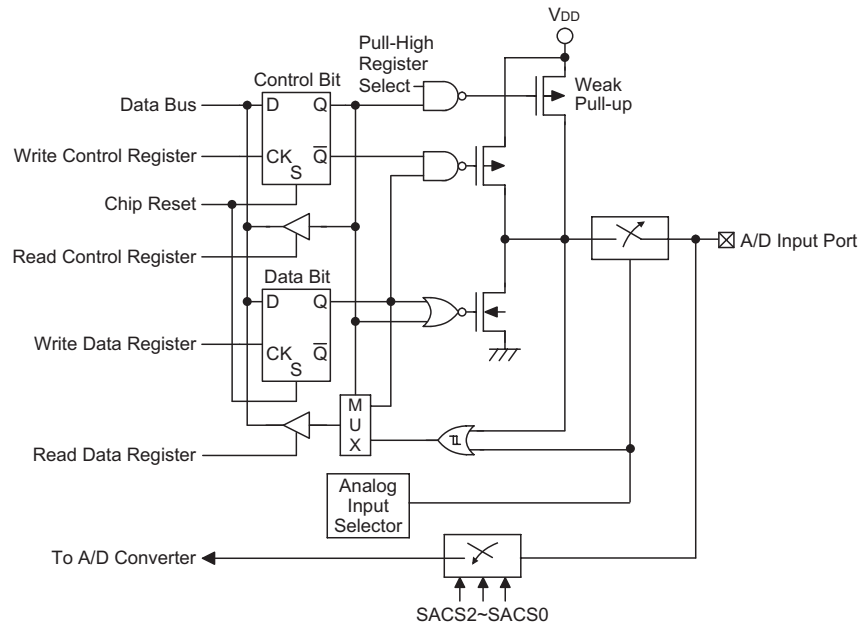 VDD
Pull-High
Register
Select
Weak
Pull-up
Control Bit
Data Bus
D
Q
Write Control Register
CK
Q
S
Chip Reset
Read Control Register
A/D Input Port
Data Bit
D
Q
Write Data Register
CK
Q
S
M
U
X
Read Data Register
Analog
Input
Selector
To A/D Converter
SACS2~SACS0